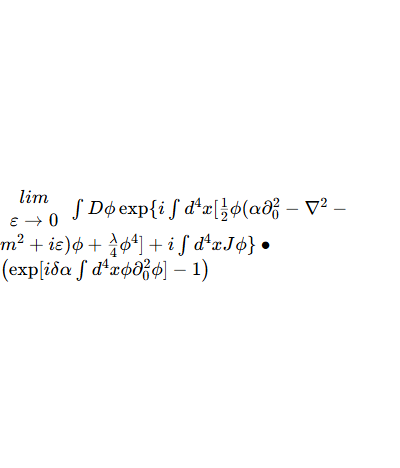 lim
ε → 0 ∫ Dϕ exp{i ∫ d⁴x[½ϕ(α∂₀² − ∇² −
m² + iε)ϕ + λ/4 ϕ⁴] + i ∫ d⁴xJϕ} •
(exp[iδα ∫ d⁴xϕ∂₀²ϕ] − 1)